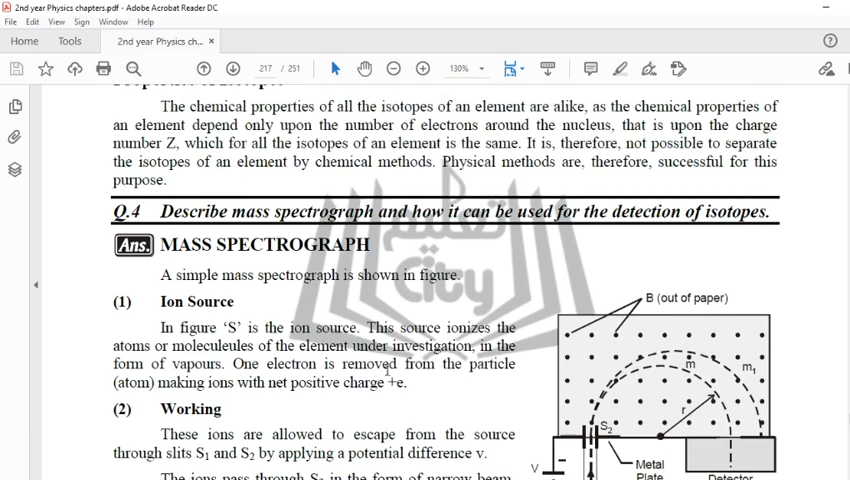 2nd year Physics chapters.pdf - Adobe Acrobat Reader DC
File Edit View Sign Window Help
Home Tools 2nd year Physics ch... ×
217 / 251 130%
The chemical properties of all the isotopes of an element are alike, as the chemical properties of
an element depend only upon the number of electrons around the nucleus, that is upon the charge
number Z, which for all the isotopes of an element is the same. It is, therefore, not possible to separate
the isotopes of an element by chemical methods. Physical methods are, therefore, successful for this
purpose.
Q.4 Describe mass spectrograph and how it can be used for the detection of isotopes.
Ans. MASS SPECTROGRAPH
A simple mass spectrograph is shown in figure.
(1) Ion Source
In figure ‘S’ is the ion source. This source ionizes the
atoms or moleculeules of the element under investigation, in the
form of vapours. One electron is removed from the particle
(atom) making ions with net positive charge +e.
(2) Working
These ions are allowed to escape from the source
through slits S1 and S2 by applying a potential difference v.
The ions pass through S2 in the form of narrow beam
B (out of paper)
m
m1
r
S2
V
Metal
Plate
Detector
تعليم
City